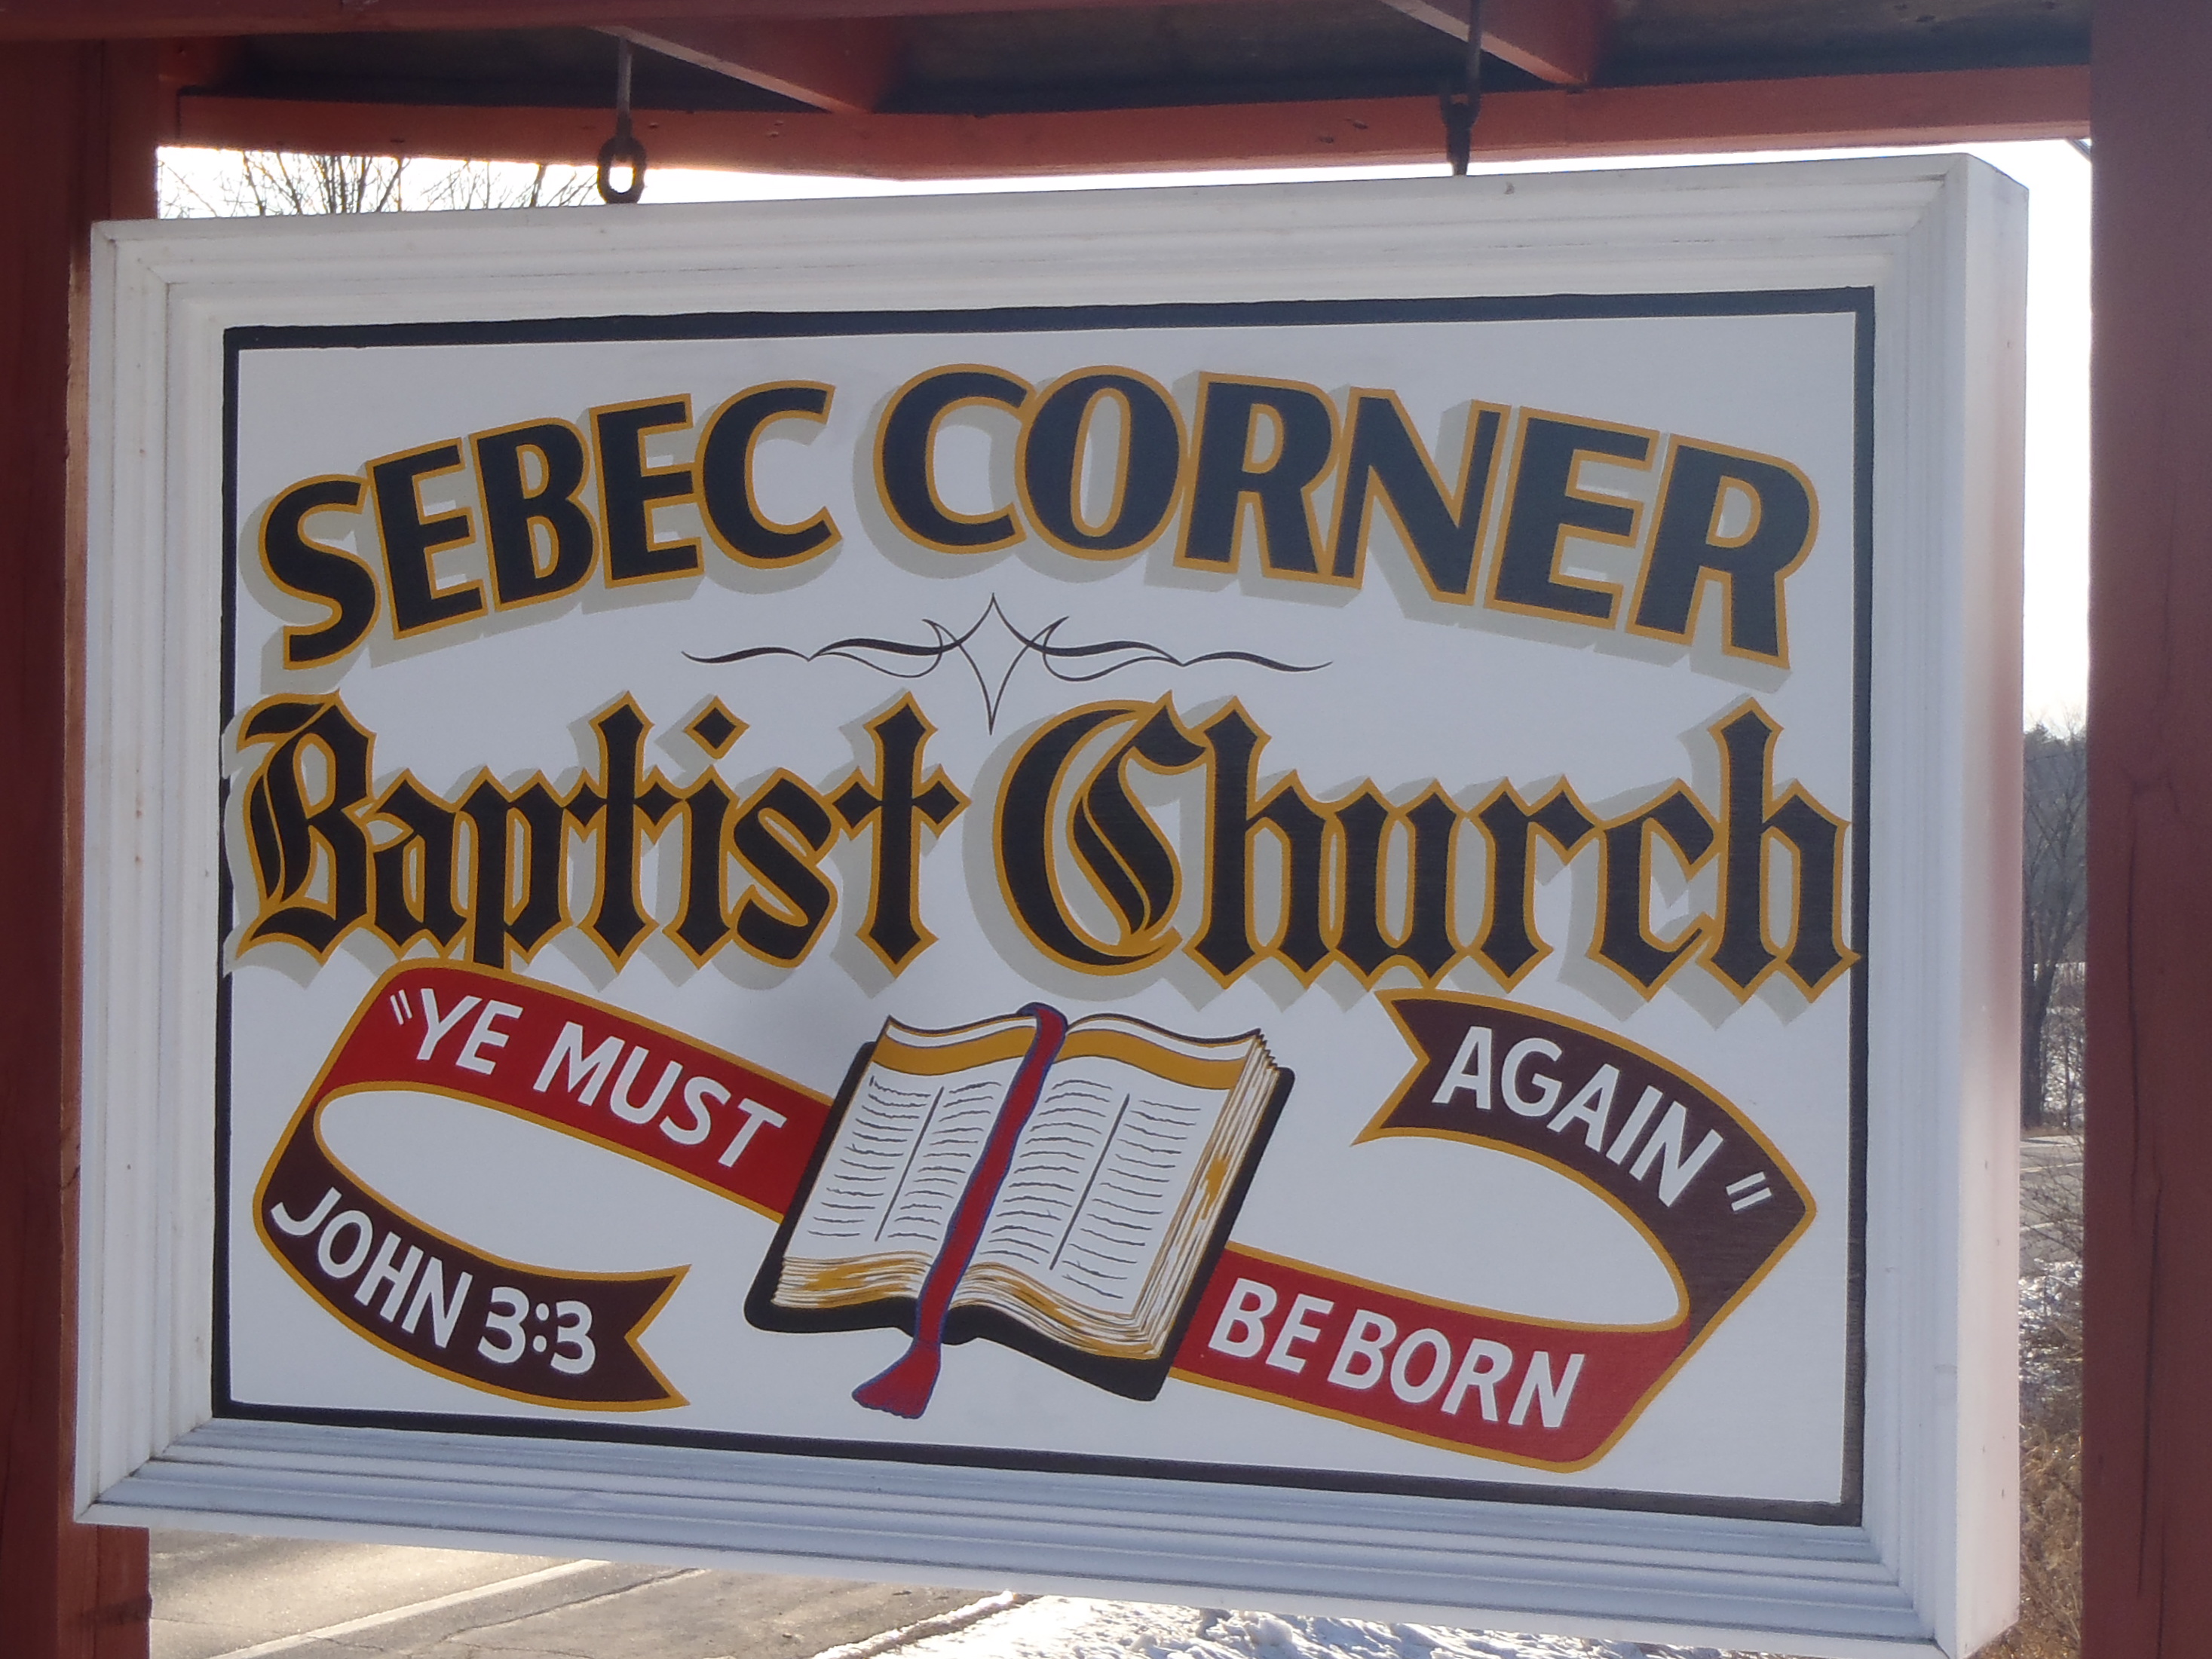 SEBEC CORNER
Baptist Church
"YE MUST
BE BORN
AGAIN"
JOHN 3:3